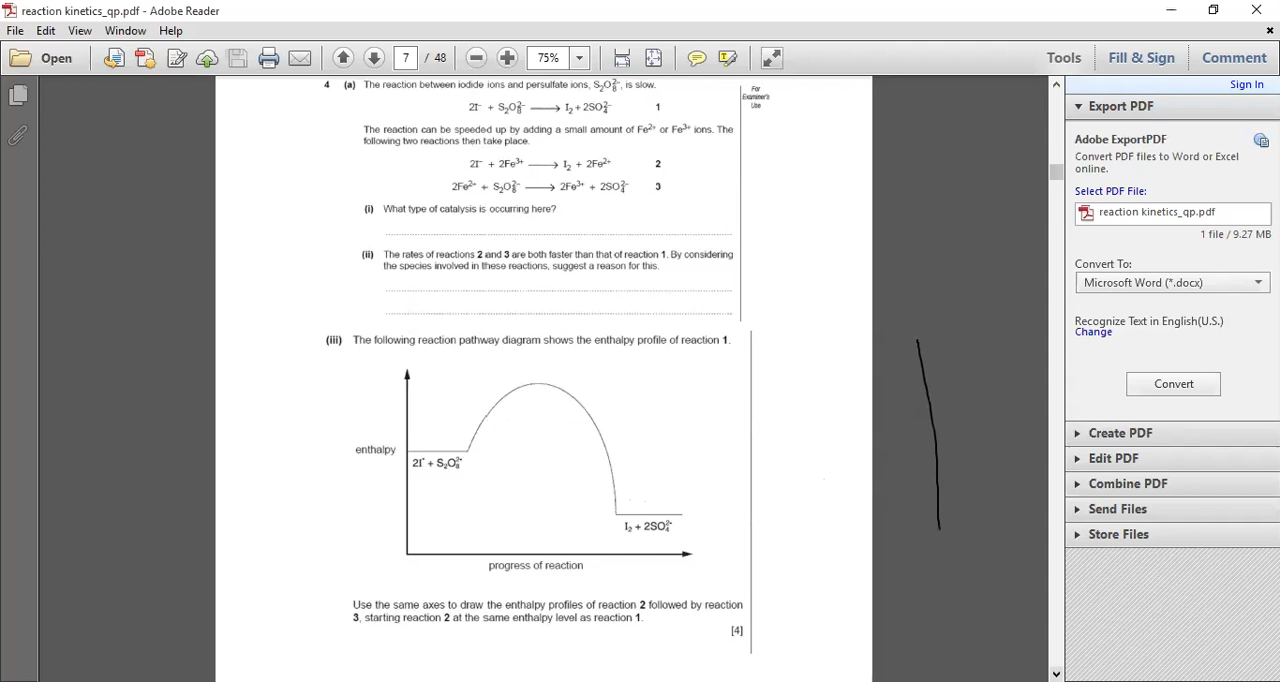 reaction kinetics_qp.pdf - Adobe Reader
File Edit View Window Help
Open 7 / 48 75% Tools Fill & Sign Comment
Sign In
4 (a) The reaction between iodide ions and persulfate ions, S₂O₈²⁻, is slow.
For
Examiner's
Use
2I⁻ + S₂O₈²⁻ ⟶ I₂ + 2SO₄²⁻ 1
The reaction can be speeded up by adding a small amount of Fe²⁺ or Fe³⁺ ions. The
following two reactions then take place.
2I⁻ + 2Fe³⁺ ⟶ I₂ + 2Fe²⁺ 2
2Fe²⁺ + S₂O₈²⁻ ⟶ 2Fe³⁺ + 2SO₄²⁻ 3
(i) What type of catalysis is occurring here?
(ii) The rates of reactions 2 and 3 are both faster than that of reaction 1. By considering
the species involved in these reactions, suggest a reason for this.
(iii) The following reaction pathway diagram shows the enthalpy profile of reaction 1.
enthalpy
2I⁻ + S₂O₈²⁻
I₂ + 2SO₄²⁻
progress of reaction
Use the same axes to draw the enthalpy profiles of reaction 2 followed by reaction
3, starting reaction 2 at the same enthalpy level as reaction 1.
[4]
Export PDF
Adobe ExportPDF
Convert PDF files to Word or Excel
online.
Select PDF File:
reaction kinetics_qp.pdf
1 file / 9.27 MB
Convert To:
Microsoft Word (*.docx)
Recognize Text in English(U.S.)
Change
Convert
Create PDF
Edit PDF
Combine PDF
Send Files
Store Files